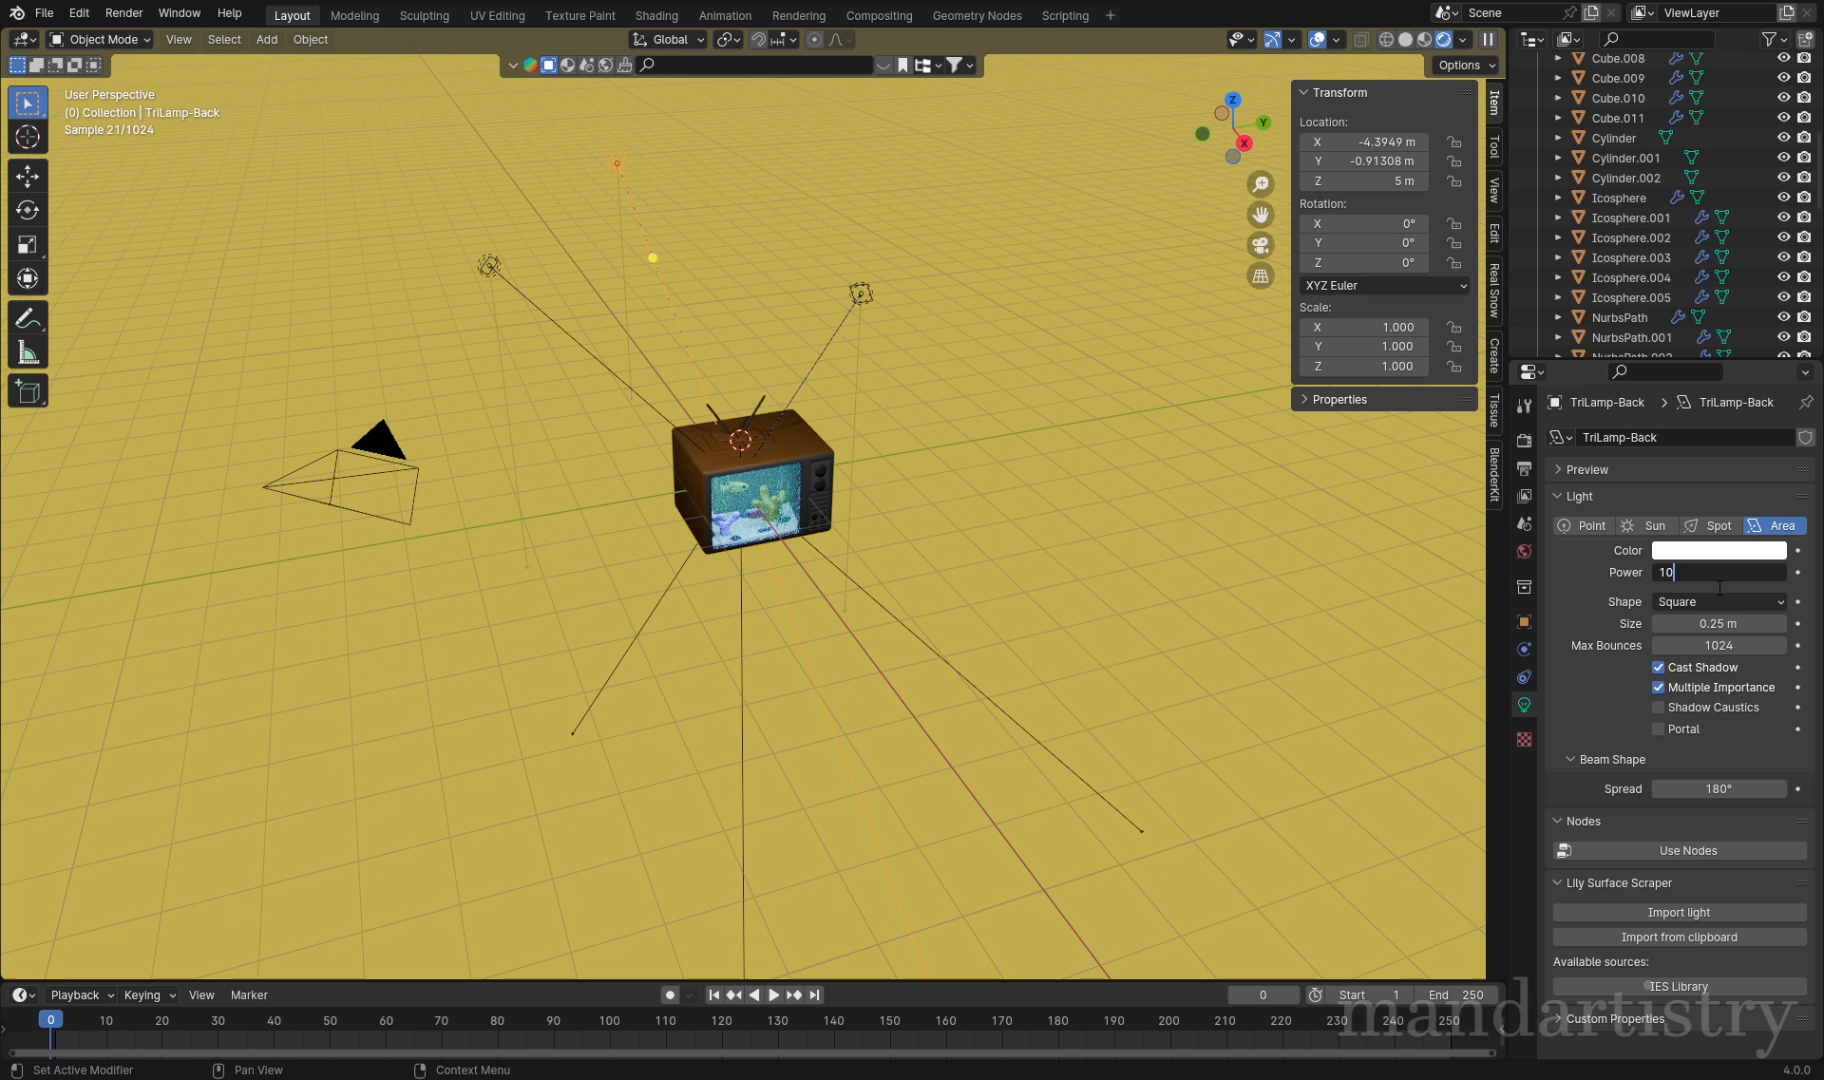 File Edit Render Window Help Layout Modeling Sculpting UV Editing Texture Paint Shading Animation Rendering Compositing Geometry Nodes Scripting + Scene ViewLayer
Object Mode View Select Add Object Global
Options
User Perspective
(0) Collection | TriLamp-Back
Sample 21/1024
Z
Y
X
Transform
Location:
X -4.3949 m
Y -0.91308 m
Z 5 m
Rotation:
X 0°
Y 0°
Z 0°
XYZ Euler
Scale:
X 1.000
Y 1.000
Z 1.000
Properties
Item
Tool
View
Edit
Real Snow
Create
Tissue
BlenderKit
Cube.008
Cube.009
Cube.010
Cube.011
Cylinder
Cylinder.001
Cylinder.002
Icosphere
Icosphere.001
Icosphere.002
Icosphere.003
Icosphere.004
Icosphere.005
NurbsPath
NurbsPath.001
NurbsPath.002
TriLamp-Back TriLamp-Back
TriLamp-Back
Preview
Light
Point Sun Spot Area
Color
Power 10
Shape Square
Size 0.25 m
Max Bounces 1024
Cast Shadow
Multiple Importance
Shadow Caustics
Portal
Beam Shape
Spread 180°
Nodes
Use Nodes
Lily Surface Scraper
Import light
Import from clipboard
Available sources:
IES Library
Custom Properties
Playback Keying View Marker 0 Start 1 End 250
0 10 20 30 40 50 60 70 80 90 100 110 120 130 140 150 160 170 180 190 200 210 220 230 240 250
mandartistry
Set Active Modifier Pan View Context Menu 4.0.0